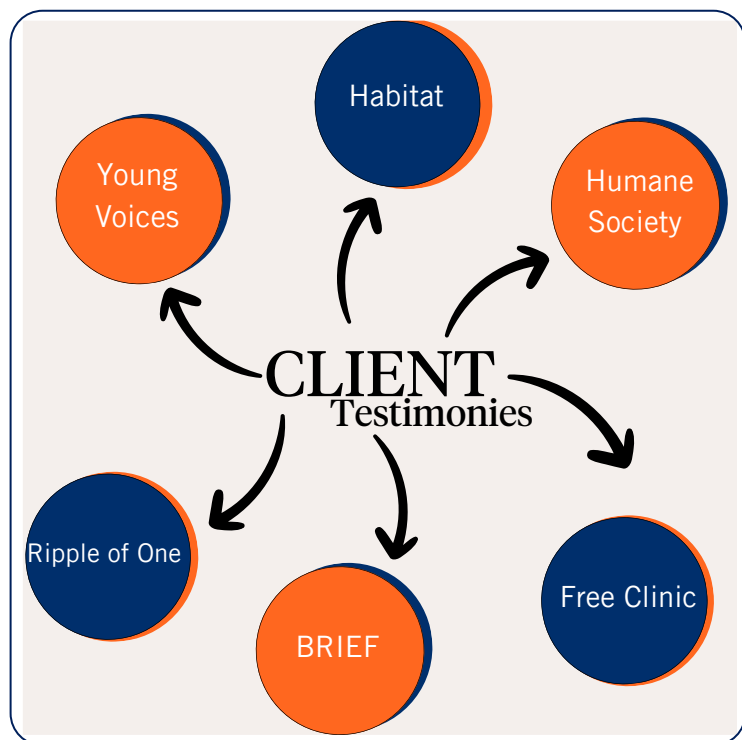 Habitat
Young
Voices
Humane
Society
CLIENT
Testimonies
Ripple of One
Free Clinic
BRIEF